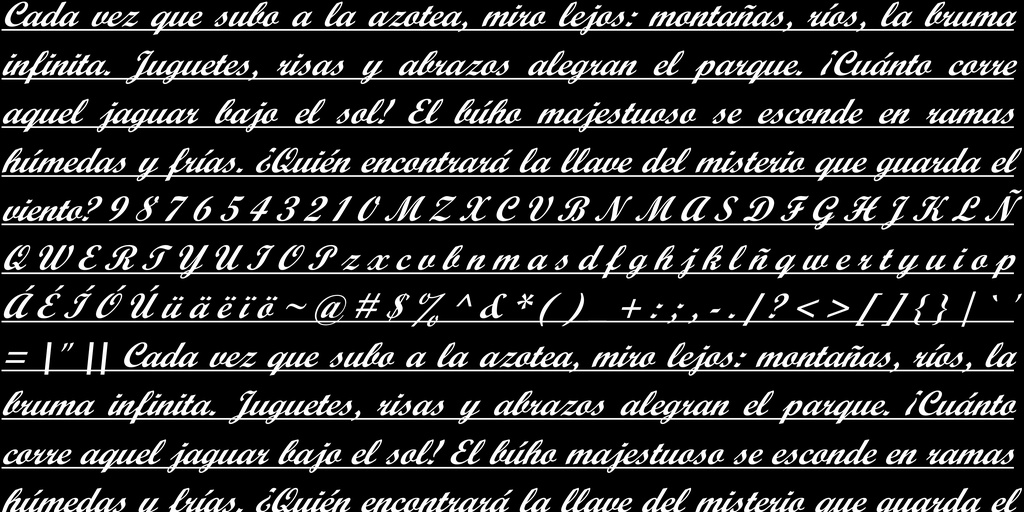 Cada vez que subo a la azotea, miro lejos: montañas, ríos, la bruma
infinita. Juguetes, risas y abrazos alegran el parque. ¡Cuánto corre
aquel jaguar bajo el sol! El búho majestuoso se esconde en ramas
húmedas y frías. ¿Quién encontrará la llave del misterio que guarda el
viento? 9 8 7 6 5 4 3 2 1 0 M Z X C V B N M A S D F G H J K L Ñ
Q W E R T Y U I O P z x c v b n m a s d f g h j k l ñ q w e r t y u i o p
Á É Í Ó Ú ü ä ë ï ö ~ @ # $ % ^ & * ( ) _ + : ; , - . / ? < > [ ] { } | ` '
= \" || Cada vez que subo a la azotea, miro lejos: montañas, ríos, la
bruma infinita. Juguetes, risas y abrazos alegran el parque. ¡Cuánto
corre aquel jaguar bajo el sol! El búho majestuoso se esconde en ramas
húmedas y frías. ¿Quién encontrará la llave del misterio que guarda el